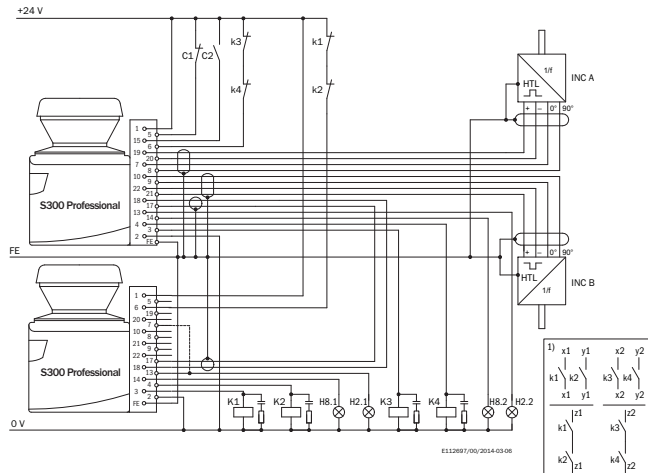 +24 V
C1 C2 k3 k1
k4 k2
1/f
HTL
INC A
+ – 0° 90°
1
5
15
6
19
20
7
8
10
9
22
21
18
17
13
14
4
3
2
FE
S300 Professional
FE
+ – 0° 90°
HTL
1/f
INC B
1
5
6
19
20
7
10
21
8
9
22
17
18
13
14
4
3
2
FE
S300 Professional
K1 K2 H8.1 H2.1 K3 K4 H8.2 H2.2
0 V
E112697/00/2014-03-06
1)
x1 y1 x2 y2
k1 k2 k3 k4
x1 y1 x2 y2
z1 z2
k1 k3
k2 k4
z1 z2